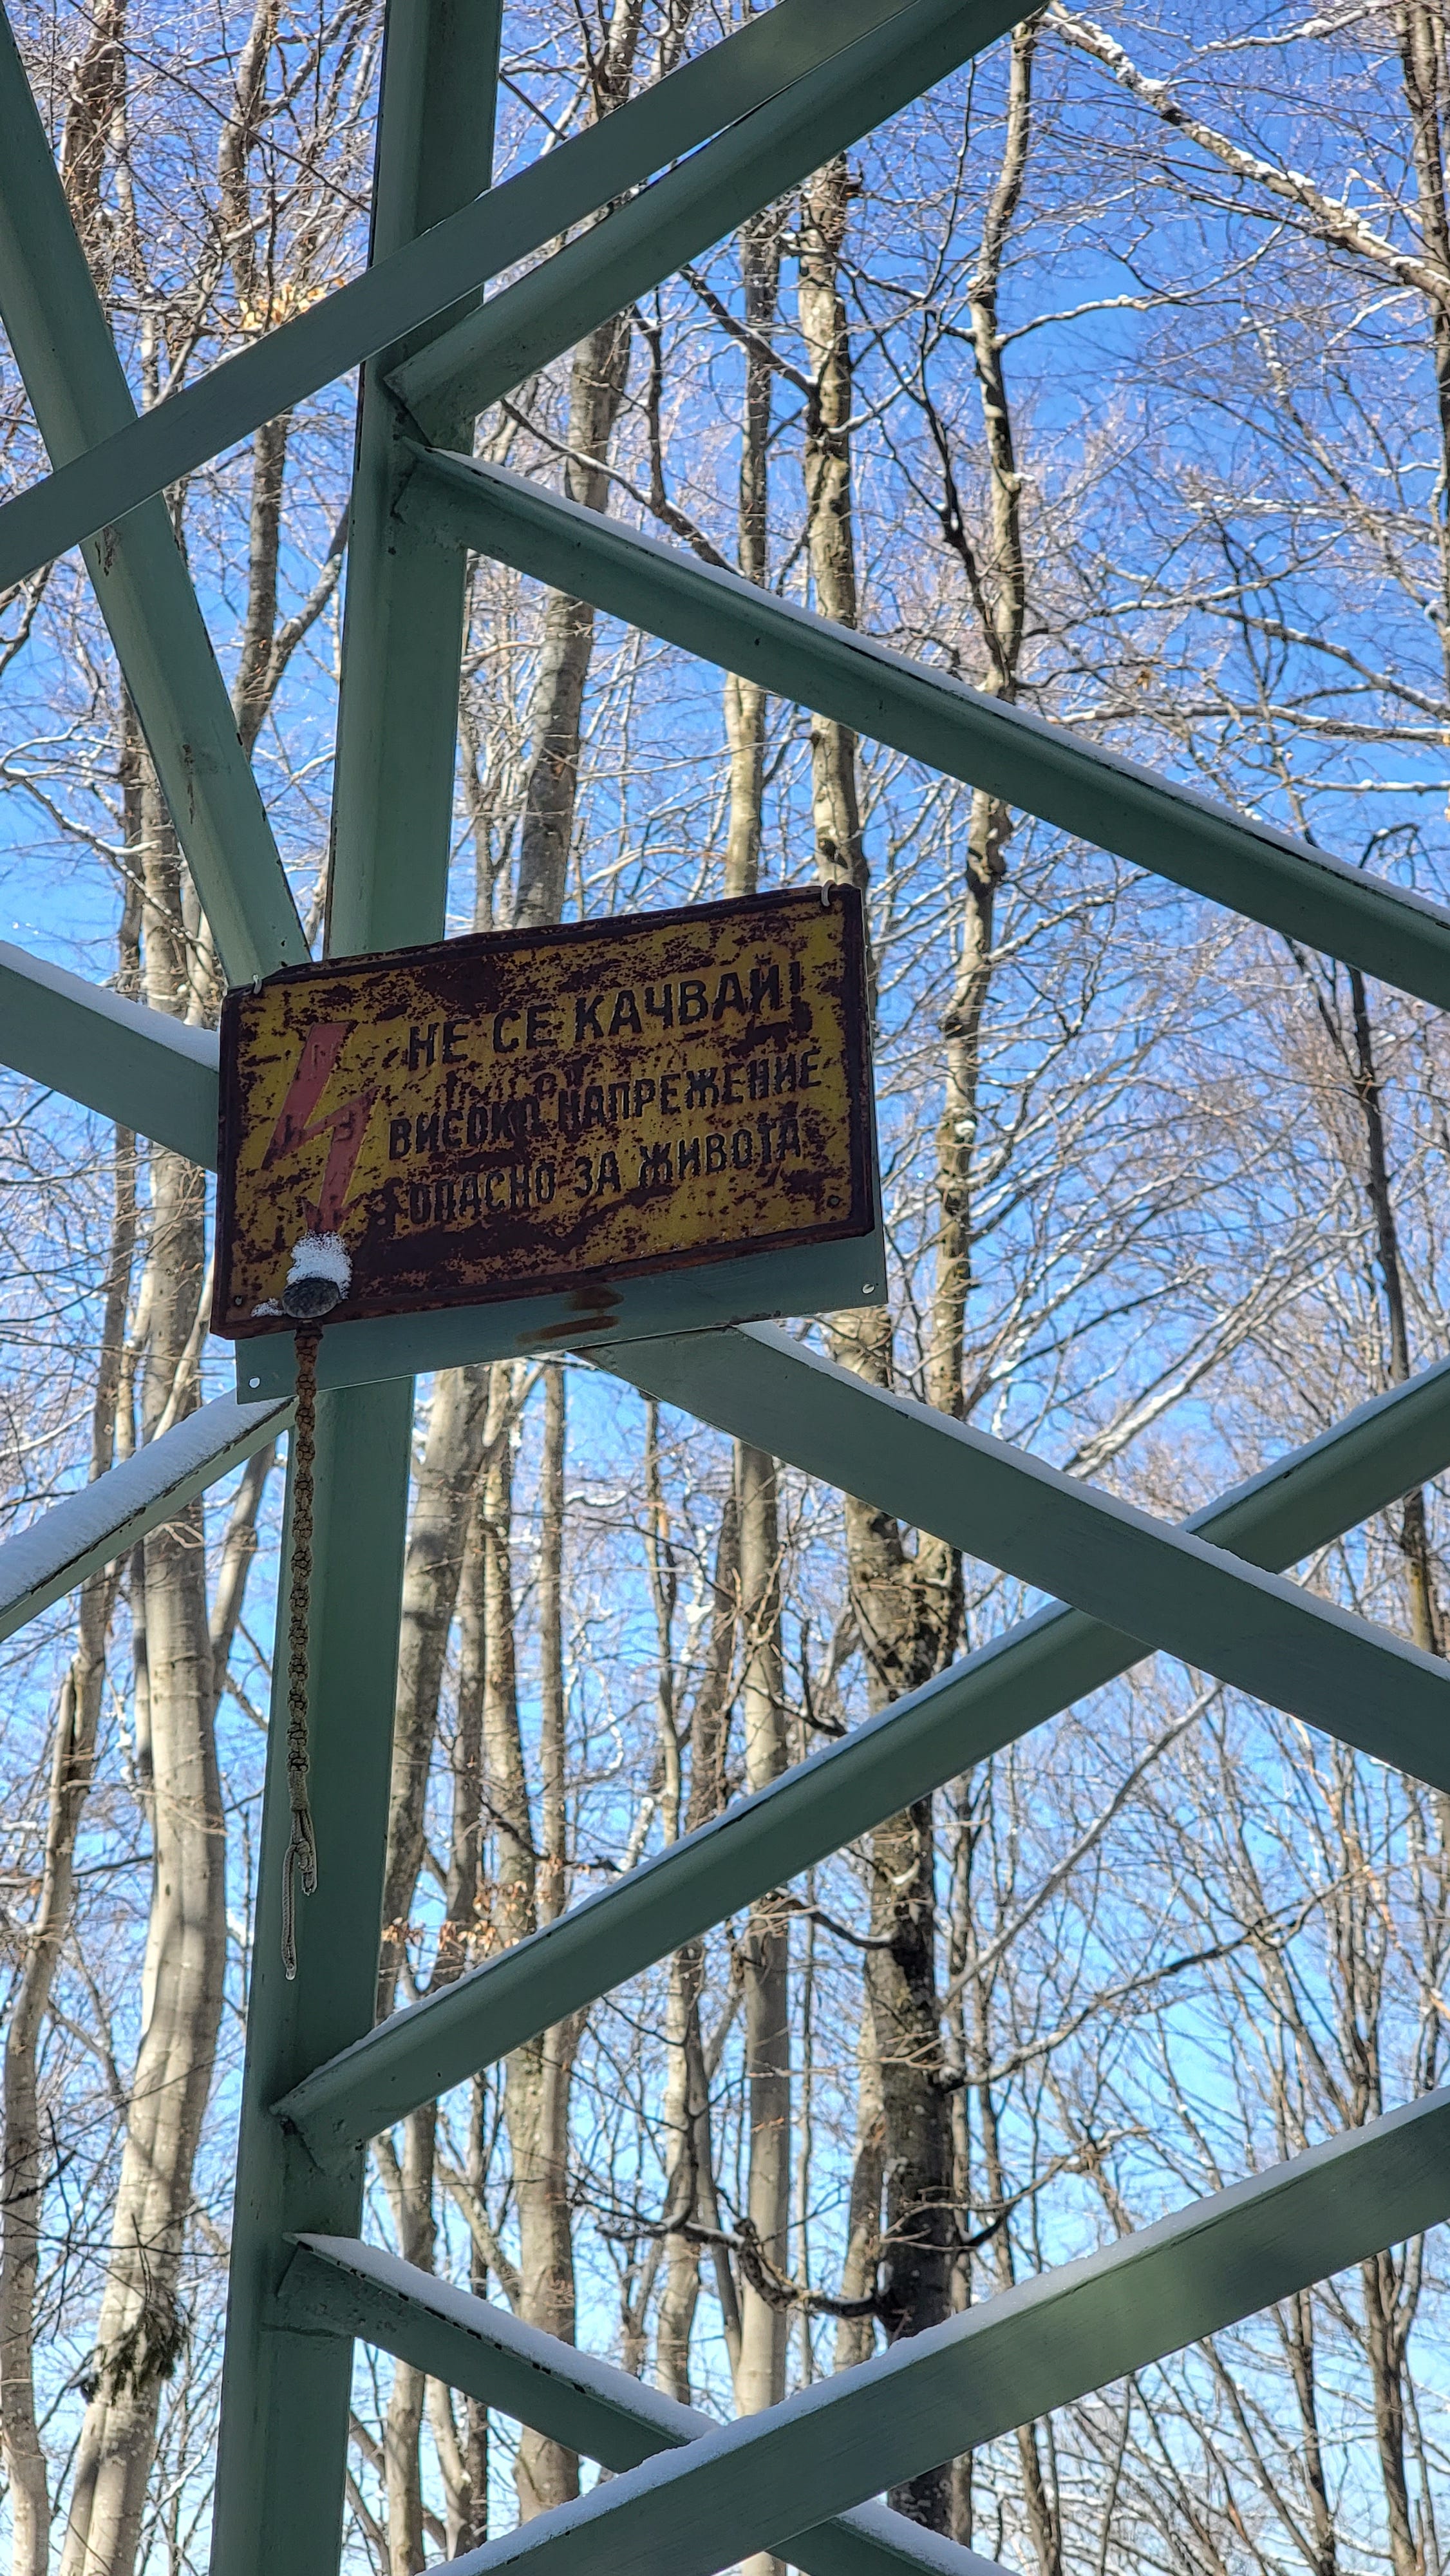 НЕ СЕ КАЧВАЙ!
ВИСОКО НАПРЕЖЕНИЕ
ОПАСНО ЗА ЖИВОТА